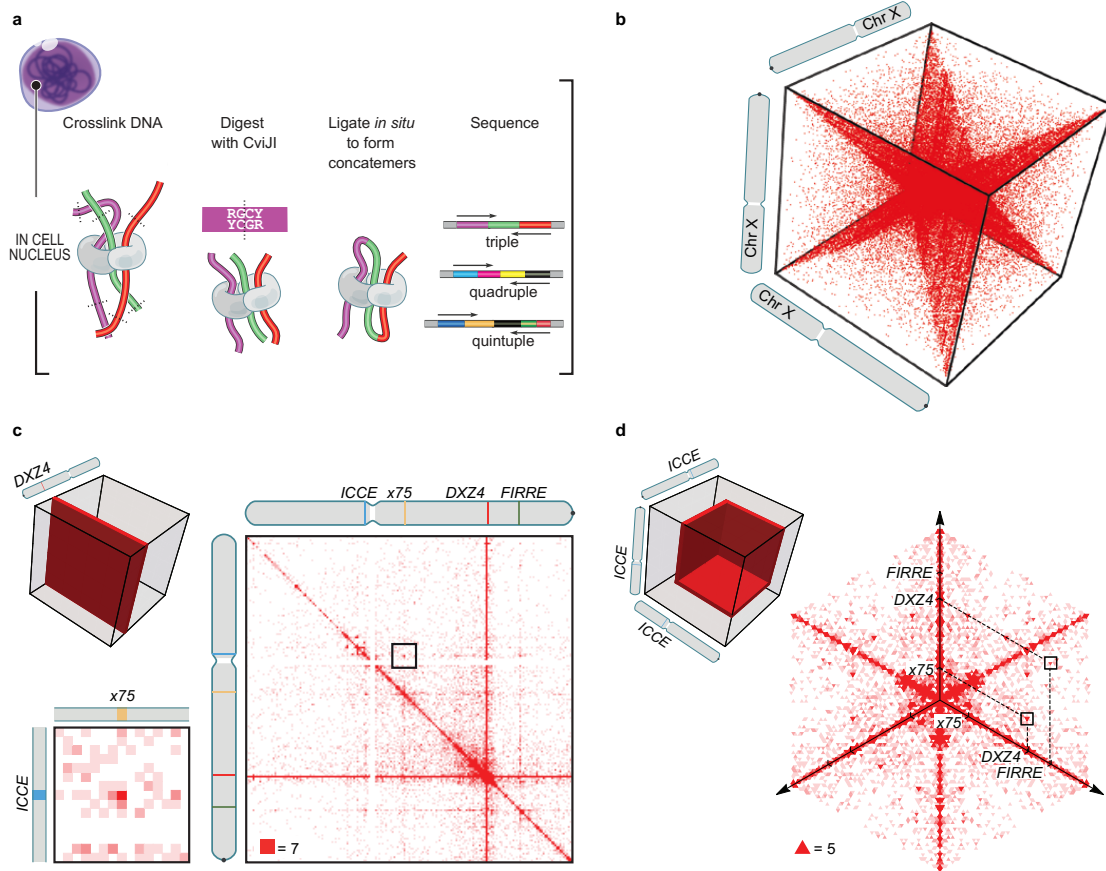 a
Crosslink DNA
Digest
with CviJI
Ligate in situ
to form
concatemers
Sequence
IN CELL
NUCLEUS
RGCY
YCGR
triple
quadruple
quintuple
b
Chr X
Chr X
Chr X
c
DXZ4
ICCE x75 DXZ4 FIRRE
x75
ICCE
= 7
d
ICCE
ICCE
ICCE
FIRRE
DXZ4
x75
x75
DXZ4
FIRRE
= 5